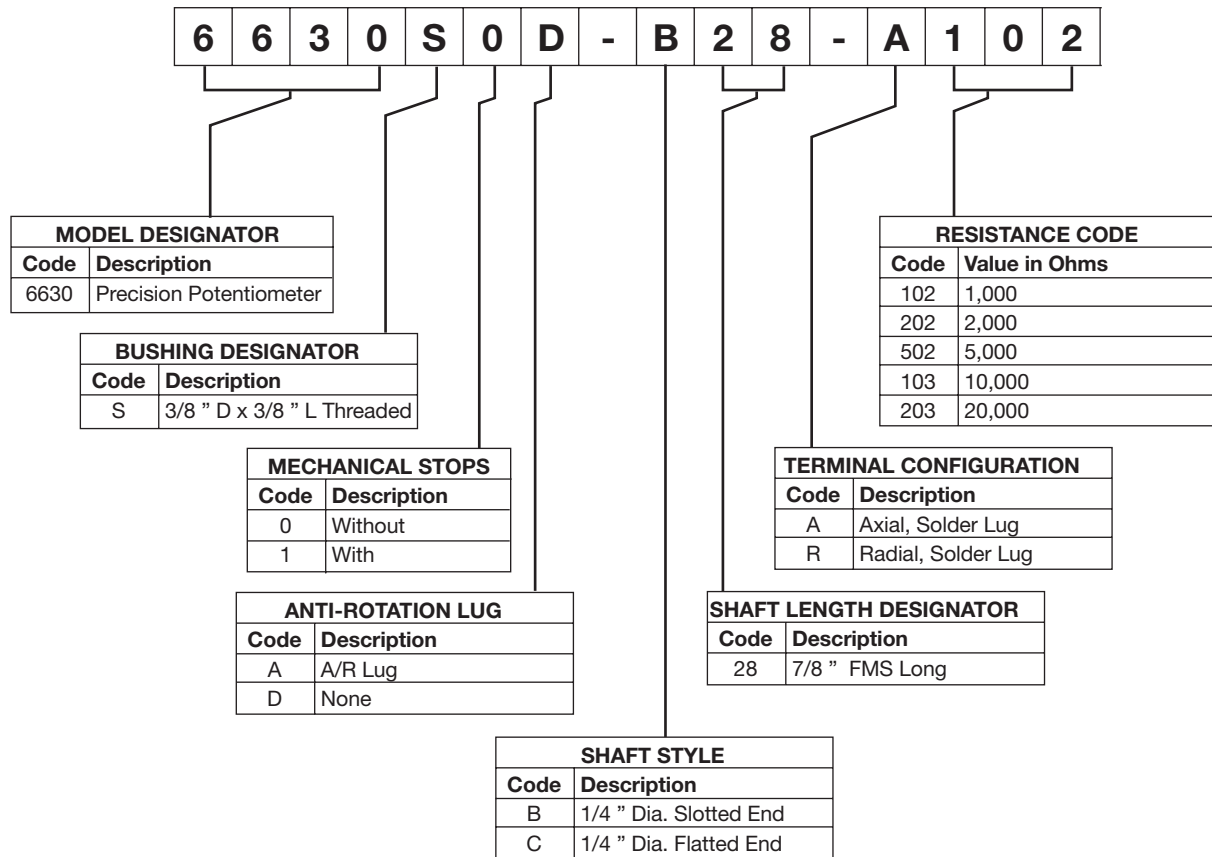 6 6 3 0 S 0 D - B 2 8 - A 1 0 2
MODEL DESIGNATOR
Code Description
6630 Precision Potentiometer
BUSHING DESIGNATOR
Code Description
S 3/8 ” D x 3/8 ” L Threaded
MECHANICAL STOPS
Code Description
0 Without
1 With
ANTI-ROTATION LUG
Code Description
A A/R Lug
D None
SHAFT STYLE
Code Description
B 1/4 ” Dia. Slotted End
C 1/4 ” Dia. Flatted End
SHAFT LENGTH DESIGNATOR
Code Description
28 7/8 ” FMS Long
TERMINAL CONFIGURATION
Code Description
A Axial, Solder Lug
R Radial, Solder Lug
RESISTANCE CODE
Code Value in Ohms
102 1,000
202 2,000
502 5,000
103 10,000
203 20,000